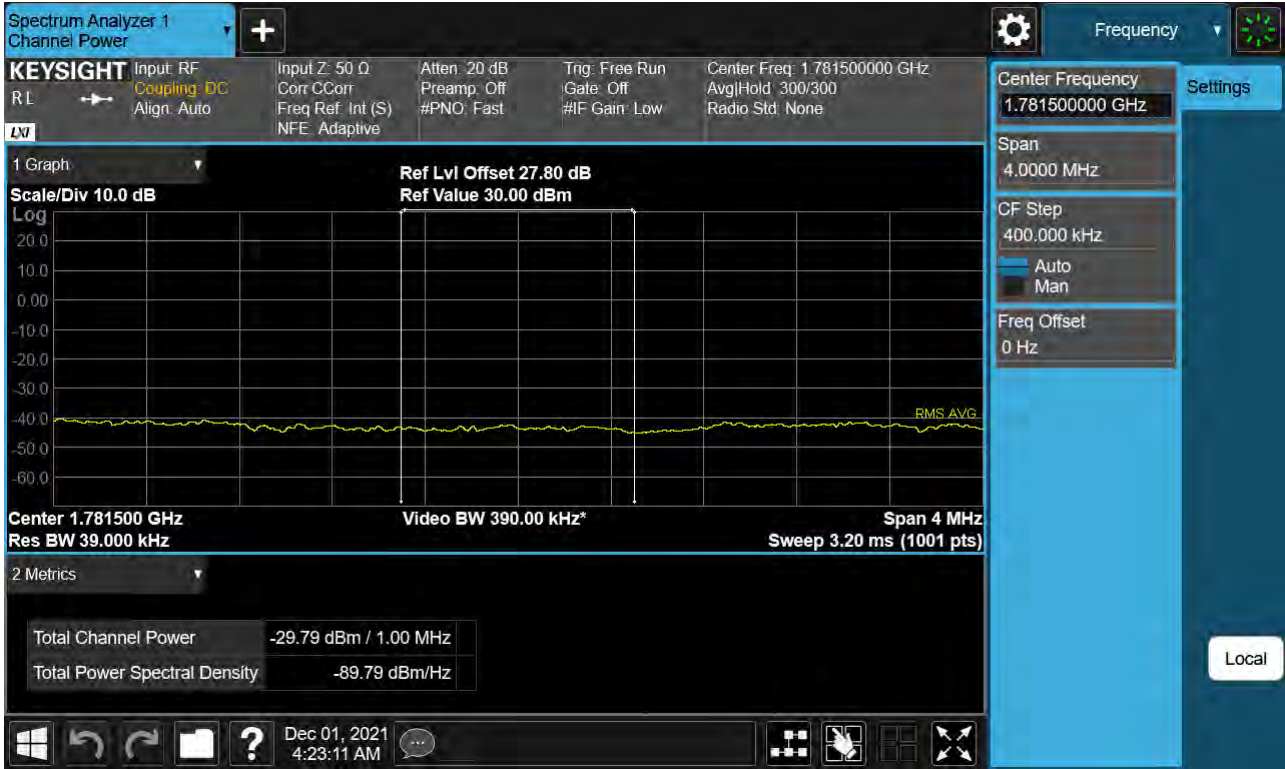 Spectrum Analyzer 1
Channel Power
Frequency
KEYSIGHT
R L
LXI
Input: RF
Coupling: DC
Align: Auto
Input Z: 50 Ω
Corr CCorr
Freq Ref: Int (S)
NFE: Adaptive
Atten: 20 dB
Preamp: Off
#PNO: Fast
Trig: Free Run
Gate: Off
#IF Gain: Low
Center Freq: 1.781500000 GHz
Avg|Hold: 300/300
Radio Std: None
Center Frequency
1.781500000 GHz
Settings
Span
4.0000 MHz
CF Step
400.000 kHz
Auto
Man
Freq Offset
0 Hz
1 Graph
Scale/Div 10.0 dB
Ref Lvl Offset 27.80 dB
Ref Value 30.00 dBm
Log
20.0
10.0
0.00
-10.0
-20.0
-30.0
-40.0
-50.0
-60.0
RMS AVG
Center 1.781500 GHz
Res BW 39.000 kHz
Video BW 390.00 kHz*
Span 4 MHz
Sweep 3.20 ms (1001 pts)
2 Metrics
Total Channel Power -29.79 dBm / 1.00 MHz
Total Power Spectral Density -89.79 dBm/Hz
Local
?
Dec 01, 2021
4:23:11 AM